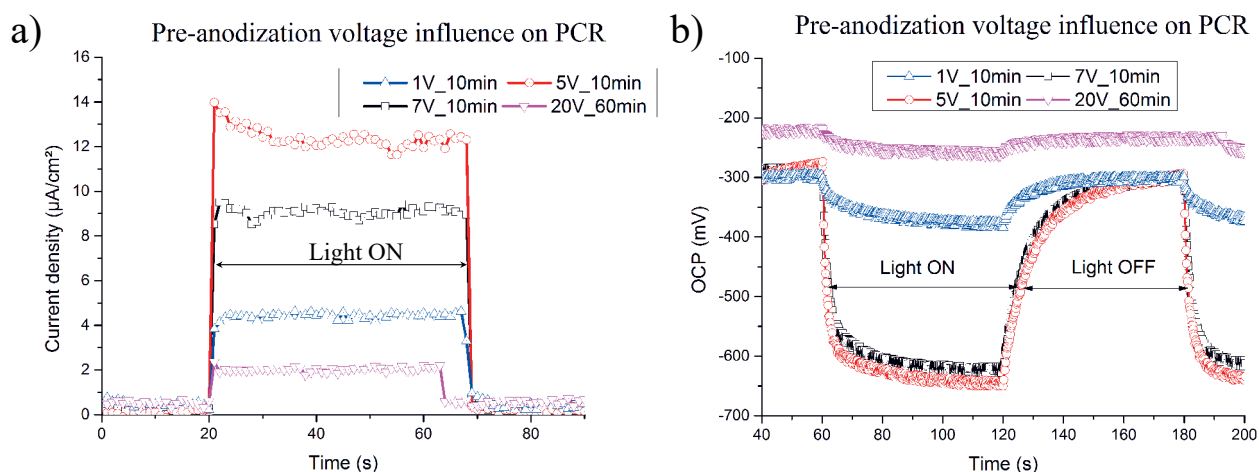 a)
Pre-anodization voltage influence on PCR
1V_10min 5V_10min
7V_10min 20V_60min
Current density (µA/cm²)
16
14
12
10
8
6
4
2
0
Light ON
0 20 40 60 80 90
Time (s)
b)
Pre-anodization voltage influence on PCR
1V_10min 7V_10min
5V_10min 20V_60min
OCP (mV)
-100
-200
-300
-400
-500
-600
-700
Light ON Light OFF
40 60 80 100 120 140 160 180 200
Time (s)